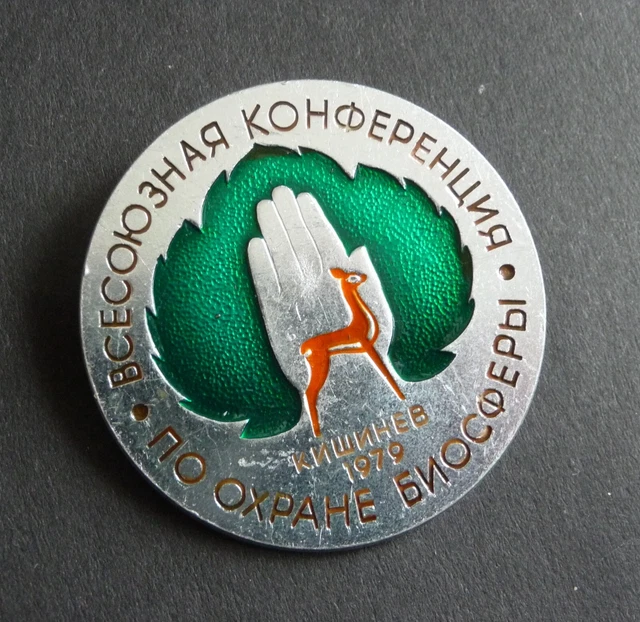 ВСЕСОЮЗНАЯ КОНФЕРЕНЦИЯ
• ПО ОХРАНЕ БИОСФЕРЫ •
КИШИНЕВ
1979